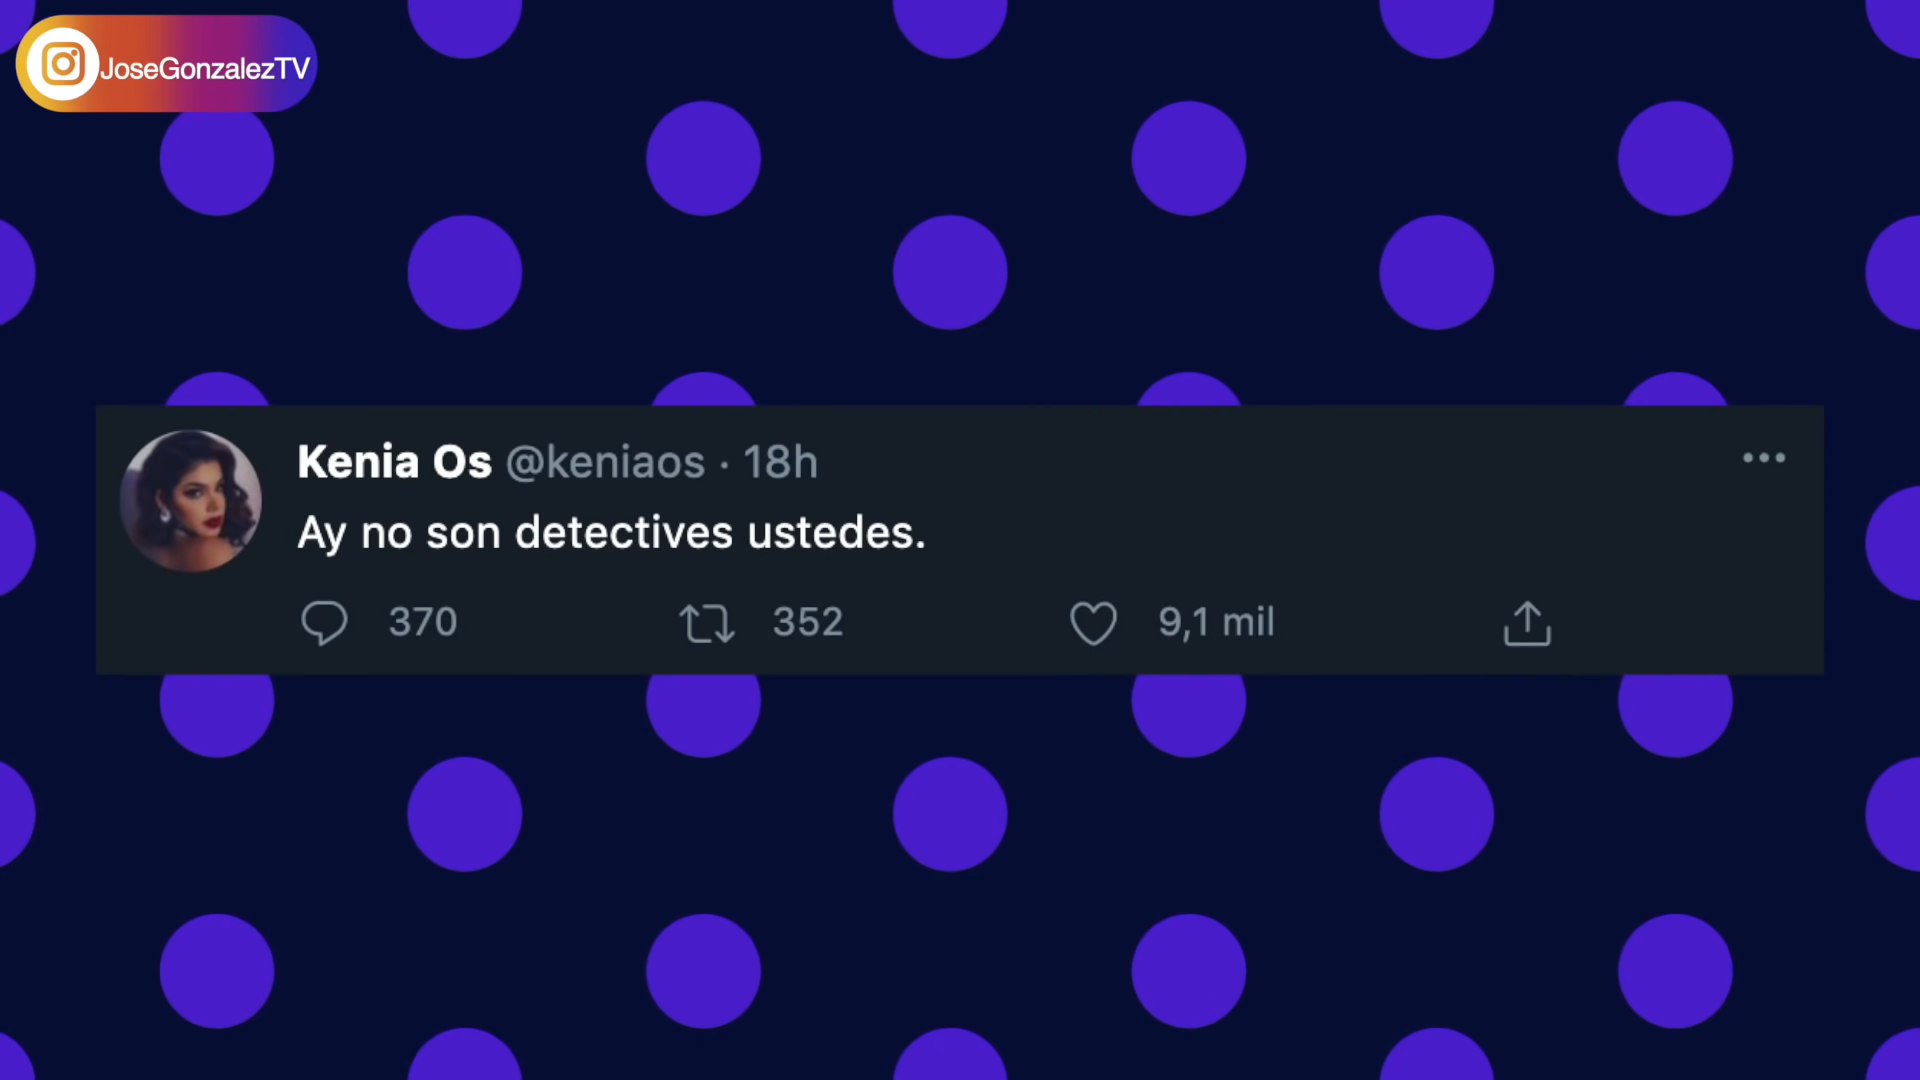 JoseGonzalezTV
Kenia Os @keniaos · 18h
Ay no son detectives ustedes.
370 352 9,1 mil